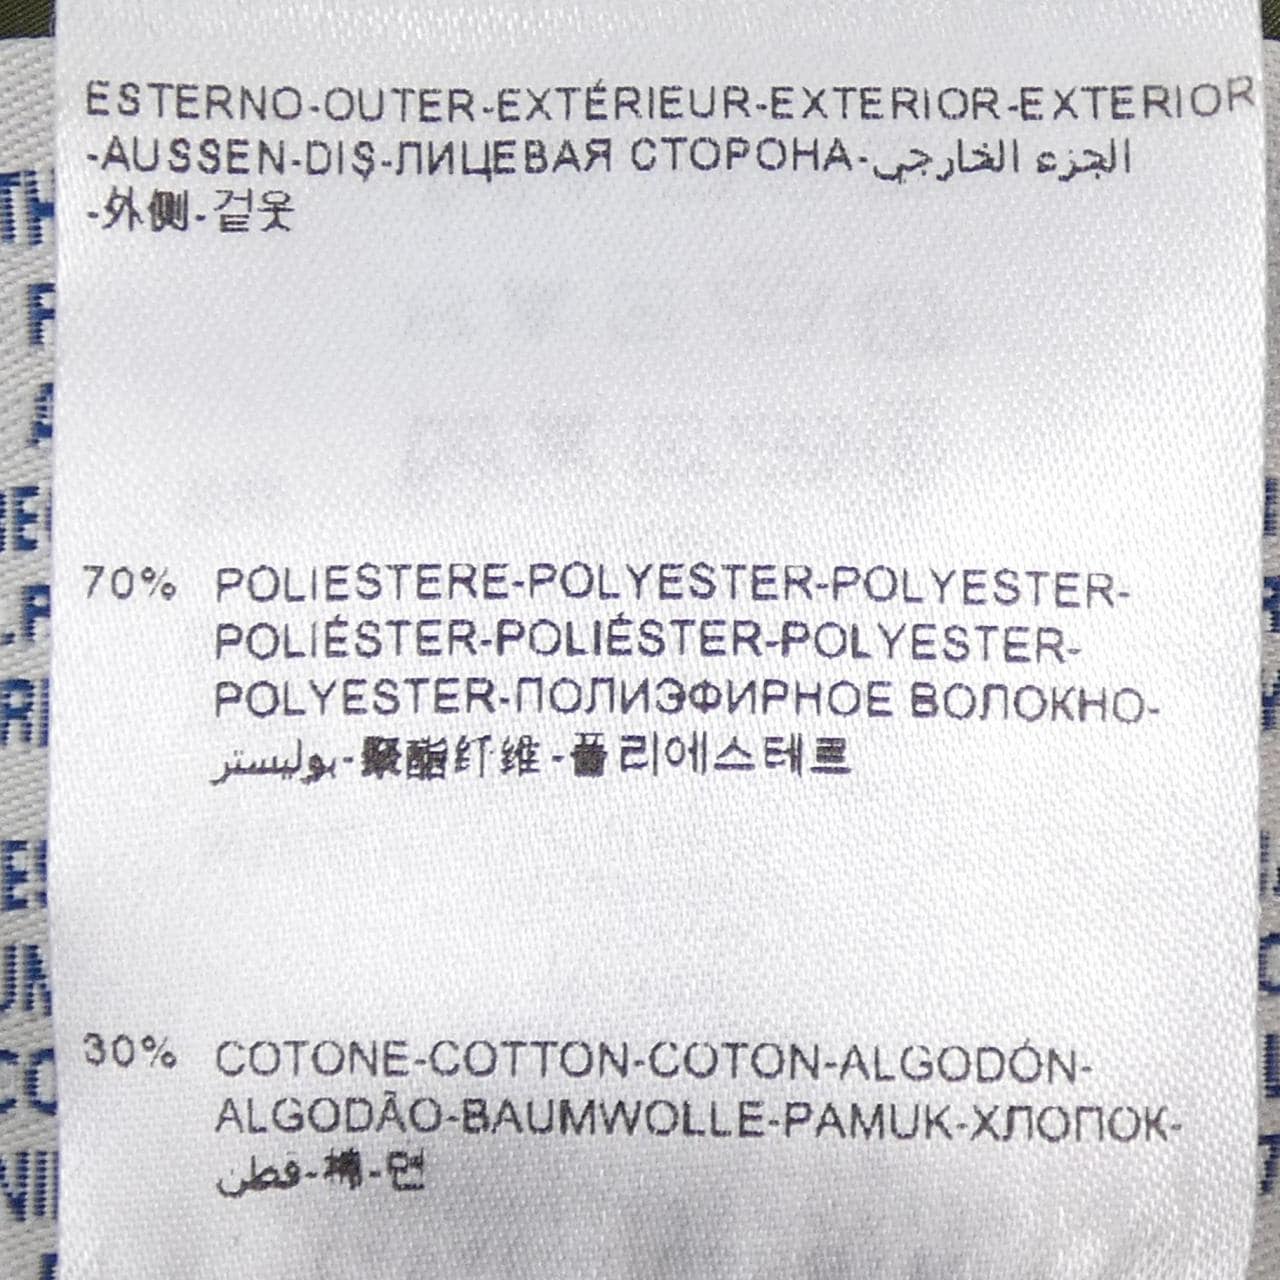 ESTERNO-OUTER-EXTÉRIEUR-EXTERIOR-EXTERIOR
-AUSSEN-DIŞ-ЛИЦЕВАЯ СТОРОНА-الجزء الخارجي
-外侧-겉옷
70% POLIESTERE-POLYESTER-POLYESTER-
POLIÉSTER-POLIÉSTER-POLYESTER-
POLYESTER-ПОЛИЭФИРНОЕ ВОЛОКНО-
بوليستر-聚酯纤维-폴리에스테르
30% COTONE-COTTON-COTON-ALGODÓN-
ALGODÃO-BAUMWOLLE-PAMUK-ХЛОПОК-
قطن-棉-면